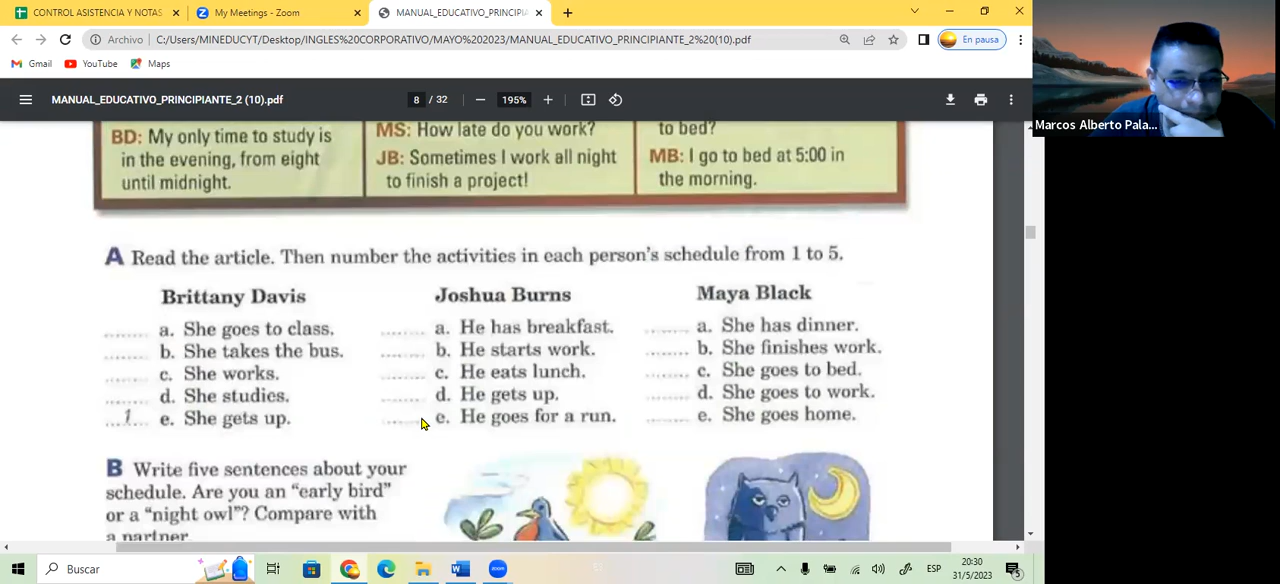 CONTROL ASISTENCIA Y NOTAS
My Meetings - Zoom
MANUAL_EDUCATIVO_PRINCIPI
Archivo
C:/Users/MINEDUCYT/Desktop/INGLES%20CORPORATIVO/MAYO%202023/MANUAL_EDUCATIVO_PRINCIPIANTE_2%20(10).pdf
En pausa
Gmail
YouTube
Maps
MANUAL_EDUCATIVO_PRINCIPIANTE_2 (10).pdf
8 / 32
195%
Marcos Alberto Pala...
BD: My only time to study is
in the evening, from eight
until midnight.
MS: How late do you work?
JB: Sometimes I work all night
to finish a project!
to bed?
MB: I go to bed at 5:00 in
the morning.
A Read the article. Then number the activities in each person's schedule from 1 to 5.
Brittany Davis
........ a. She goes to class.
........ b. She takes the bus.
........ c. She works.
........ d. She studies.
...1... e. She gets up.
Joshua Burns
........ a. He has breakfast.
........ b. He starts work.
........ c. He eats lunch.
........ d. He gets up.
........ e. He goes for a run.
Maya Black
........ a. She has dinner.
........ b. She finishes work.
........ c. She goes to bed.
........ d. She goes to work.
........ e. She goes home.
B Write five sentences about your
schedule. Are you an "early bird"
or a "night owl"? Compare with
a partner.
Buscar
ESP
20:30
31/5/2023